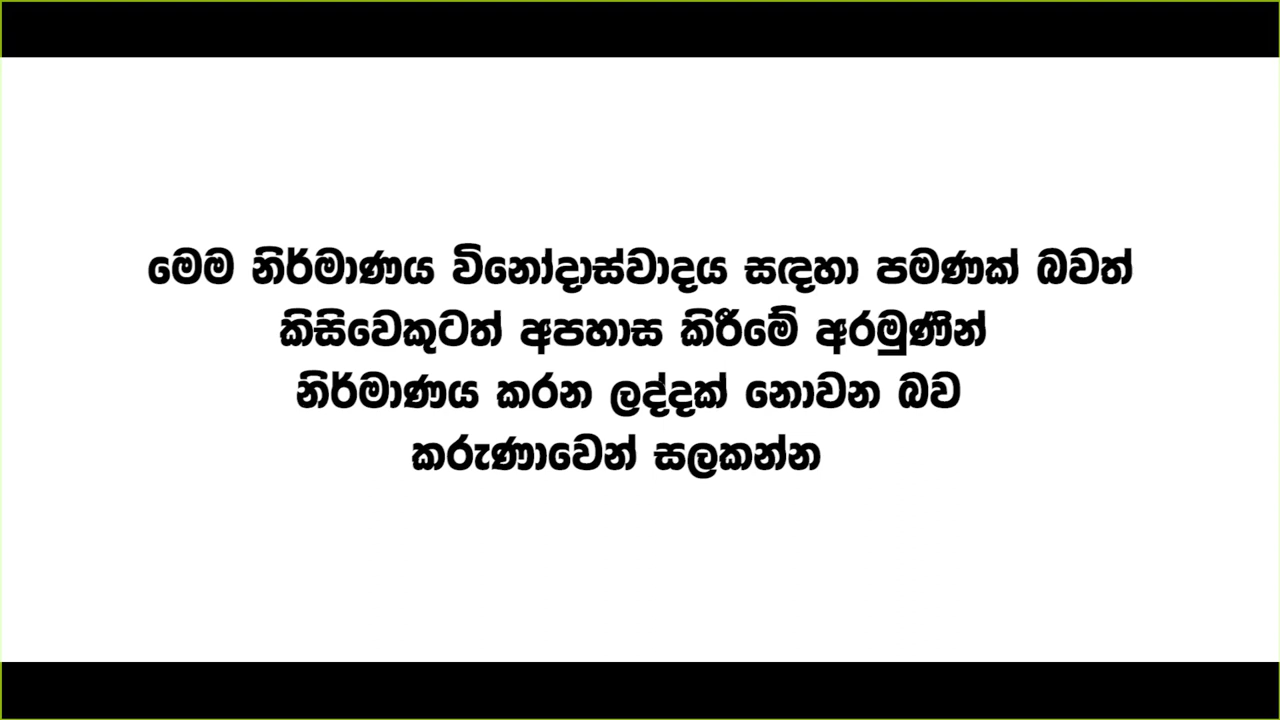 මෙම නිර්මාණය විනෝදාස්වාදය සඳහා පමණක් බවත්
කිසිවෙකුටත් අපහාස කිරීමේ අරමුණින්
නිර්මාණය කරන ලද්දක් නොවන බව
කරුණාවෙන් සලකන්න